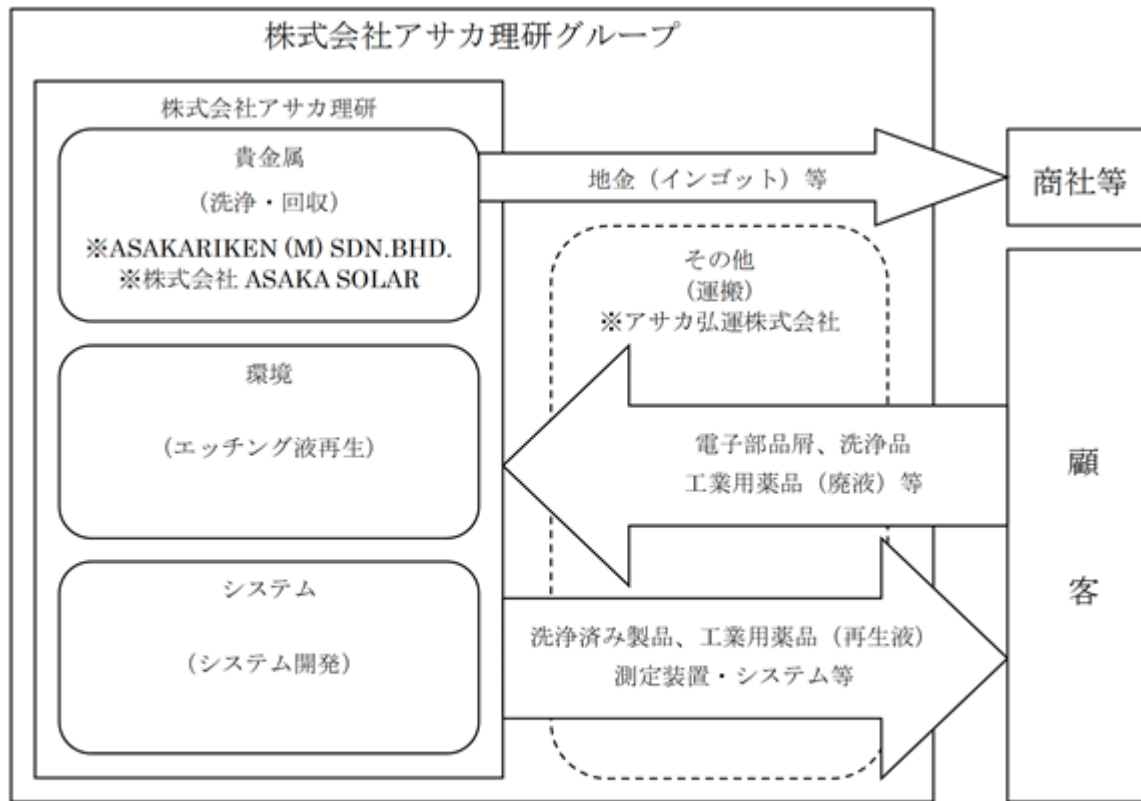 株式会社アサカ理研グループ
株式会社アサカ理研
貴金属
(洗浄・回収)
※ASAKARIKEN (M) SDN.BHD.
※株式会社 ASAKA SOLAR
地金（インゴット）等
商社等
その他
(運搬)
※アサカ弘運株式会社
環境
(エッチング液再生)
電子部品屑、洗浄品
工業用薬品（廃液）等
顧
客
システム
(システム開発)
洗浄済み製品、工業用薬品（再生液）
測定装置・システム等